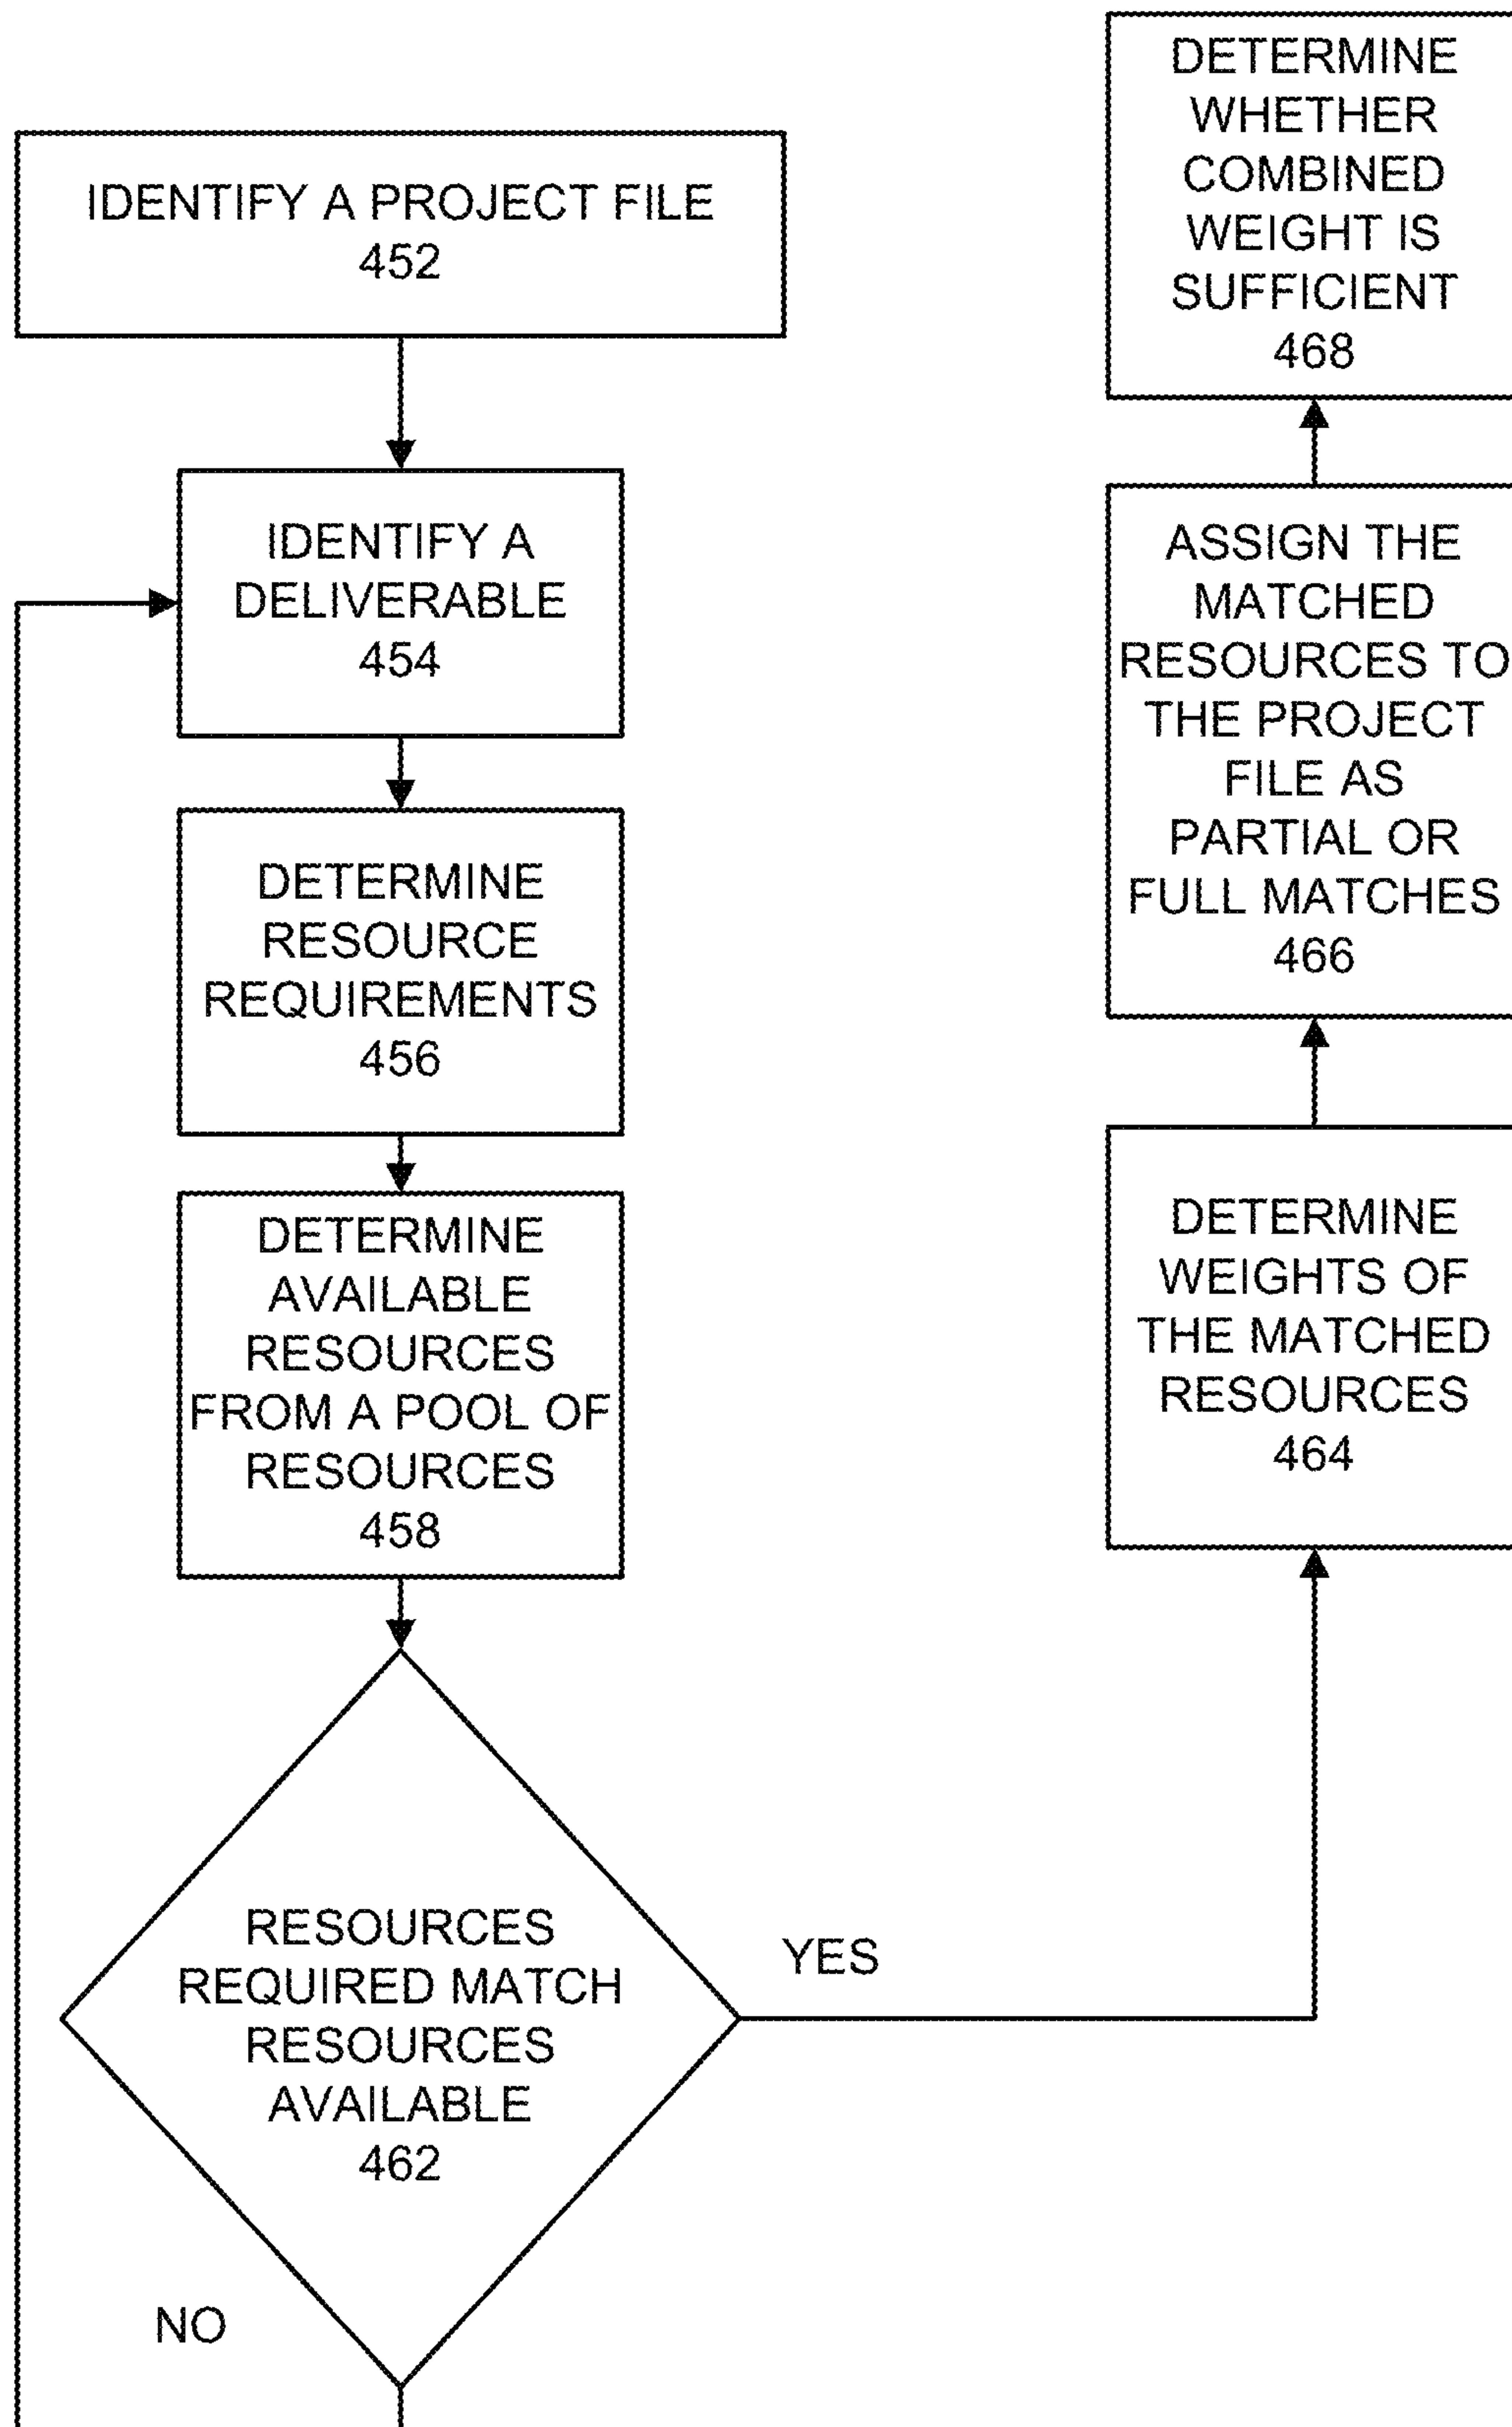 IDENTIFY A PROJECT FILE
452
IDENTIFY A
DELIVERABLE
454
DETERMINE
RESOURCE
REQUIREMENTS
456
DETERMINE
AVAILABLE
RESOURCES
FROM A POOL OF
RESOURCES
458
RESOURCES
REQUIRED MATCH
RESOURCES
AVAILABLE
462
YES
NO
DETERMINE
WEIGHTS OF
THE MATCHED
RESOURCES
464
ASSIGN THE
MATCHED
RESOURCES TO
THE PROJECT
FILE AS
PARTIAL OR
FULL MATCHES
466
DETERMINE
WHETHER
COMBINED
WEIGHT IS
SUFFICIENT
468